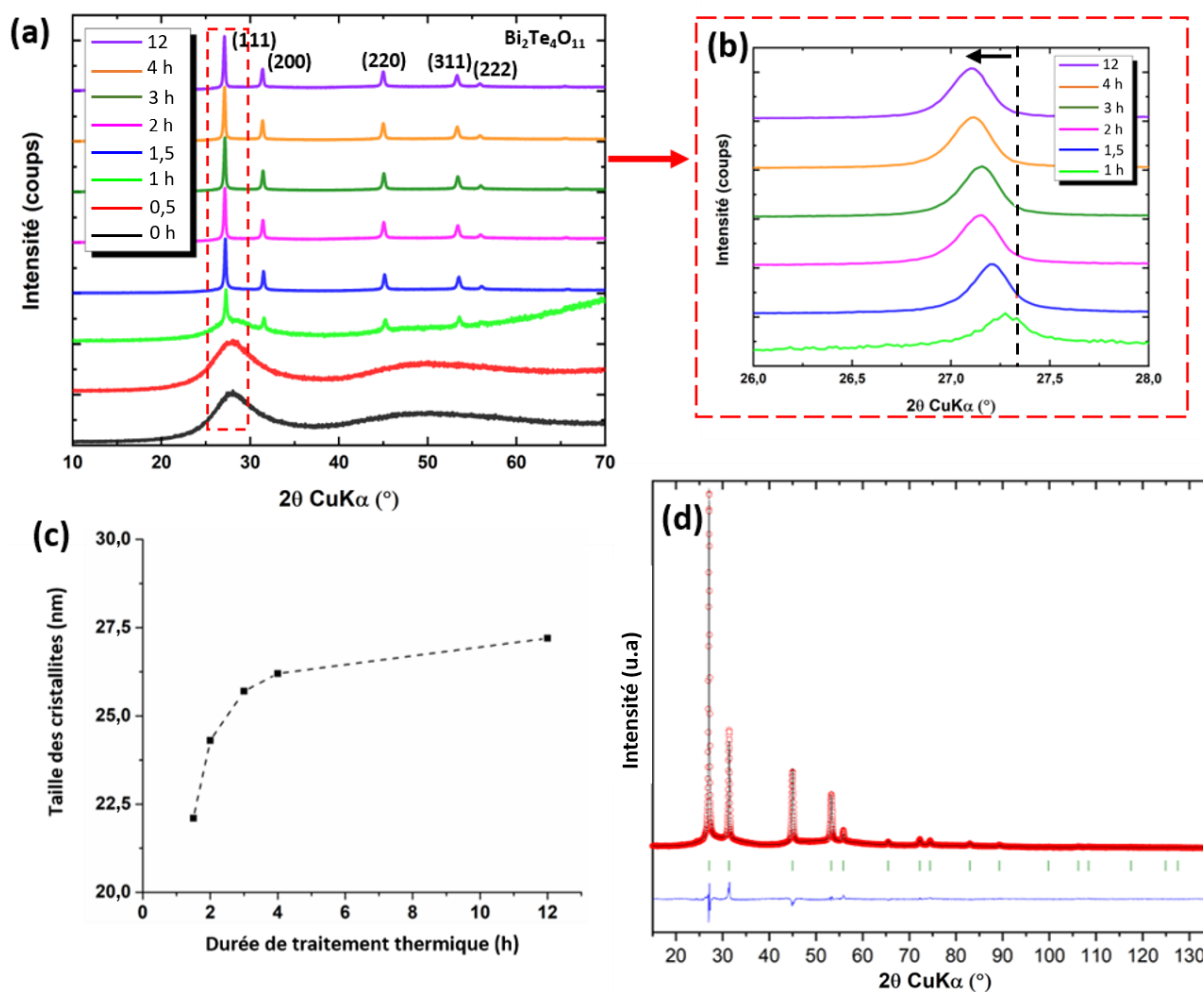 (a)
12
4 h
3 h
2 h
1,5
1 h
0,5
0 h
(111)
(200)
(220)
(311)
(222)
Bi₂Te₄O₁₁
Intensité (coups)
10 20 30 40 50 60 70
2θ CuKα (°)
(b)
12
4 h
3 h
2 h
1,5
1 h
Intensité (coups)
26,0 26,5 27,0 27,5 28,0
2θ CuKα (°)
(c)
30,0
27,5
25,0
22,5
20,0
Taille des cristallites (nm)
0 2 4 6 8 10 12
Durée de traitement thermique (h)
(d)
Intensité (u.a)
20 30 40 50 60 70 80 90 100 110 120 130
2θ CuKα (°)